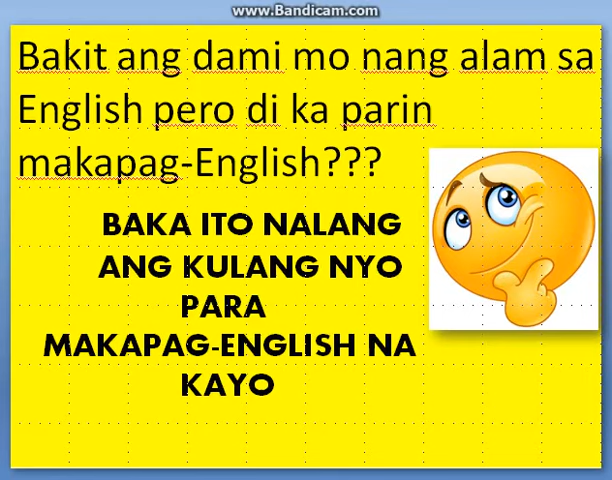 www.Bandicam.com
Bakit ang dami mo nang alam sa
English pero di ka parin
makapag-English???
BAKA ITO NALANG
ANG KULANG NYO
PARA
MAKAPAG-ENGLISH NA
KAYO